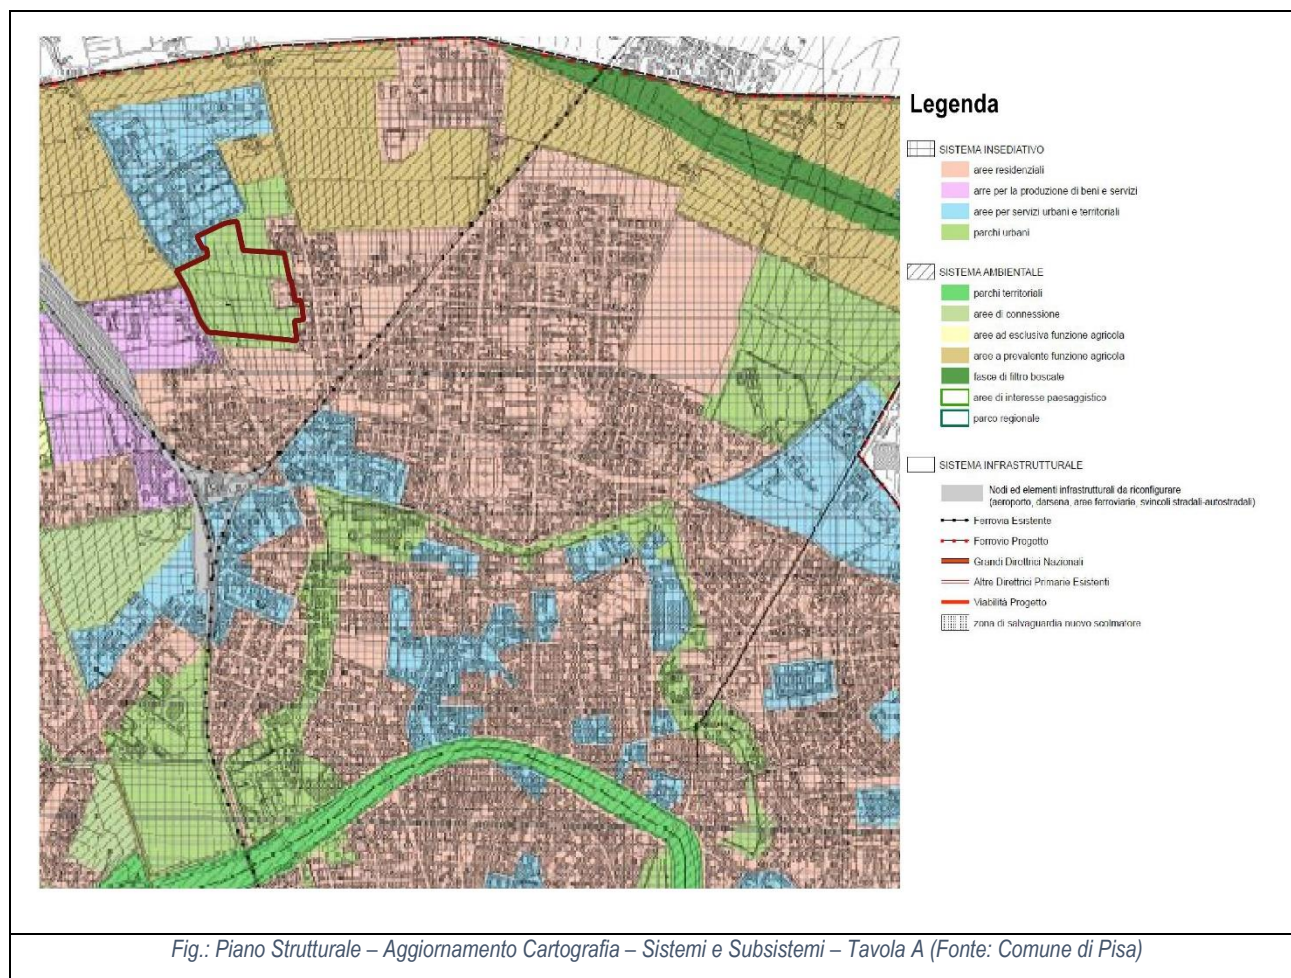 Legenda
SISTEMA INSEDIATIVO
aree residenziali
arre per la produzione di beni e servizi
aree per servizi urbani e territoriali
parchi urbani
SISTEMA AMBIENTALE
parchi territoriali
aree di connessione
aree ad esclusiva funzione agricola
aree a prevalente funzione agricola
fasce di filtro boscate
aree di interesse paesaggistico
parco regionale
SISTEMA INFRASTRUTTURALE
Nodi ed elementi infrastrutturali da riconfigurare
(aeroporto, darsena, aree ferroviarie, svincoli stradali-autostradali)
Ferrovia Esistente
Ferrovio Progetto
Grandi Direttrici Nazionali
Altre Direttrici Primarie Esistenti
Viabilità Progetto
zona di salvaguardia nuovo scolmatore
Fig.: Piano Strutturale – Aggiornamento Cartografia – Sistemi e Subsistemi – Tavola A (Fonte: Comune di Pisa)